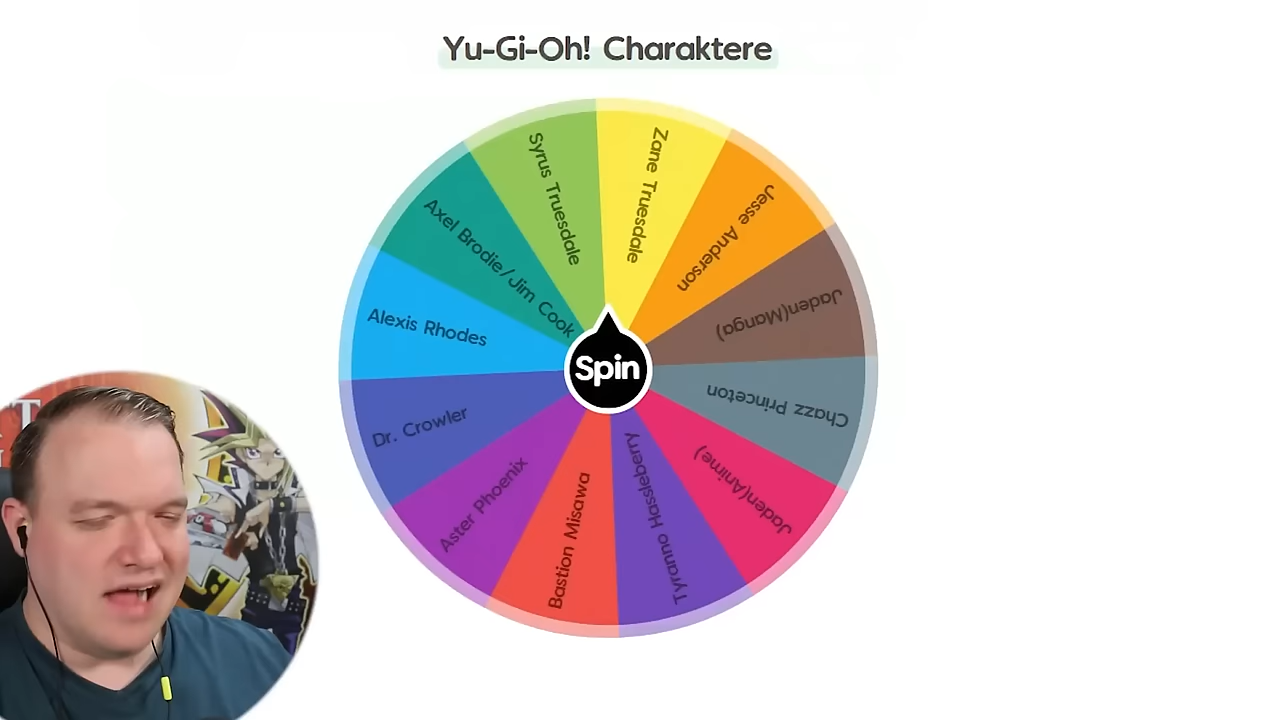 Yu-Gi-Oh! Charaktere
Zane Truesdale
Jesse Anderson
Jaden(Manga)
Chazz Princeton
Jaden(Anime)
Tyranno Hassleberry
Bastion Misawa
Aster Phoenix
Dr. Crowler
Alexis Rhodes
Axel Brodie/Jim Cook
Syrus Truesdale
Spin